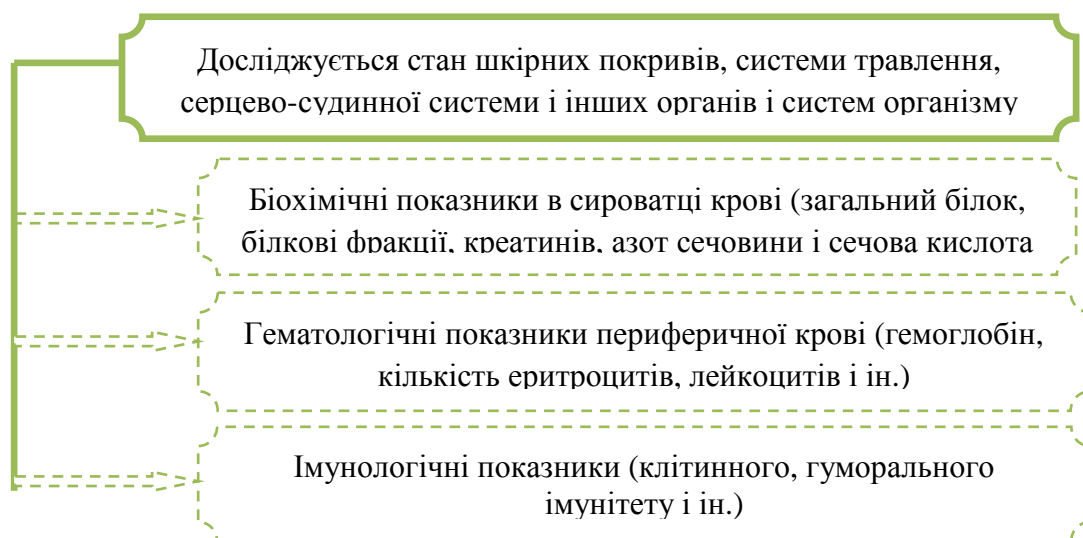 Досліджується стан шкірних покривів, системи травлення,
серцево-судинної системи і інших органів і систем організму
Біохімічні показники в сироватці крові (загальний білок,
білкові фракції, креатинів, азот сечовини і сечова кислота
Гематологічні показники периферичної крові (гемоглобін,
кількість еритроцитів, лейкоцитів і ін.)
Імунологічні показники (клітинного, гуморального
імунітету і ін.)